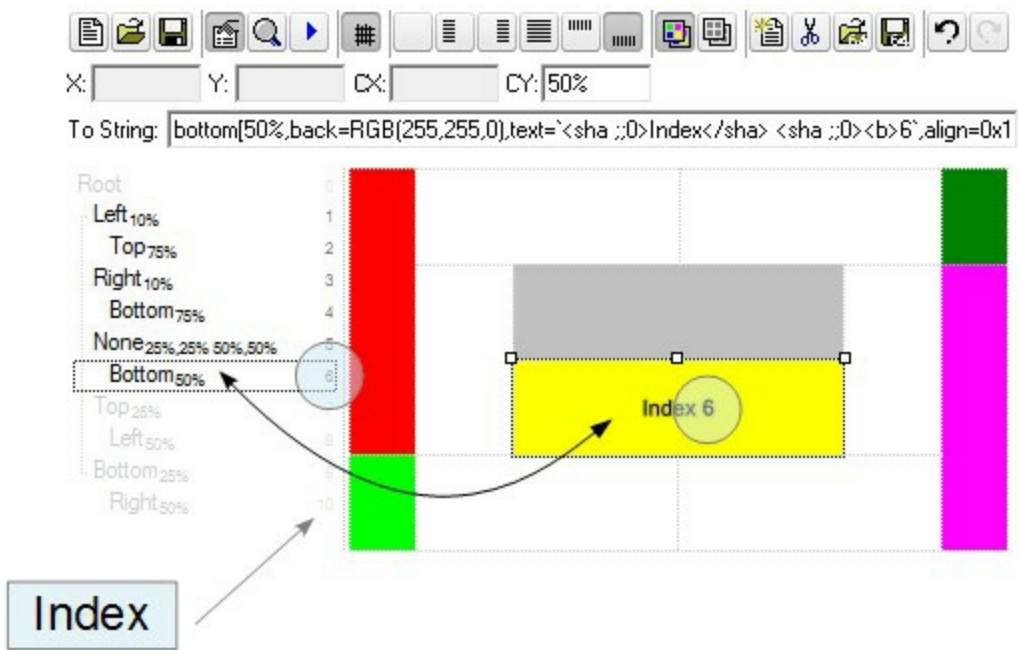 X: Y: CX: CY: 50%
To String: bottom[50%,back=RGB(255,255,0),text=`<sha ;;0>Index</sha> <sha ;;0><b>6`,align=0x1
Root 0
Left10% 1
Top75% 2
Right10% 3
Bottom75% 4
None25%,25% 50%,50% 5
Bottom50% 6
Index 6
Top25%
Left50% 8
Bottom25% 9
Right50% 10
Index